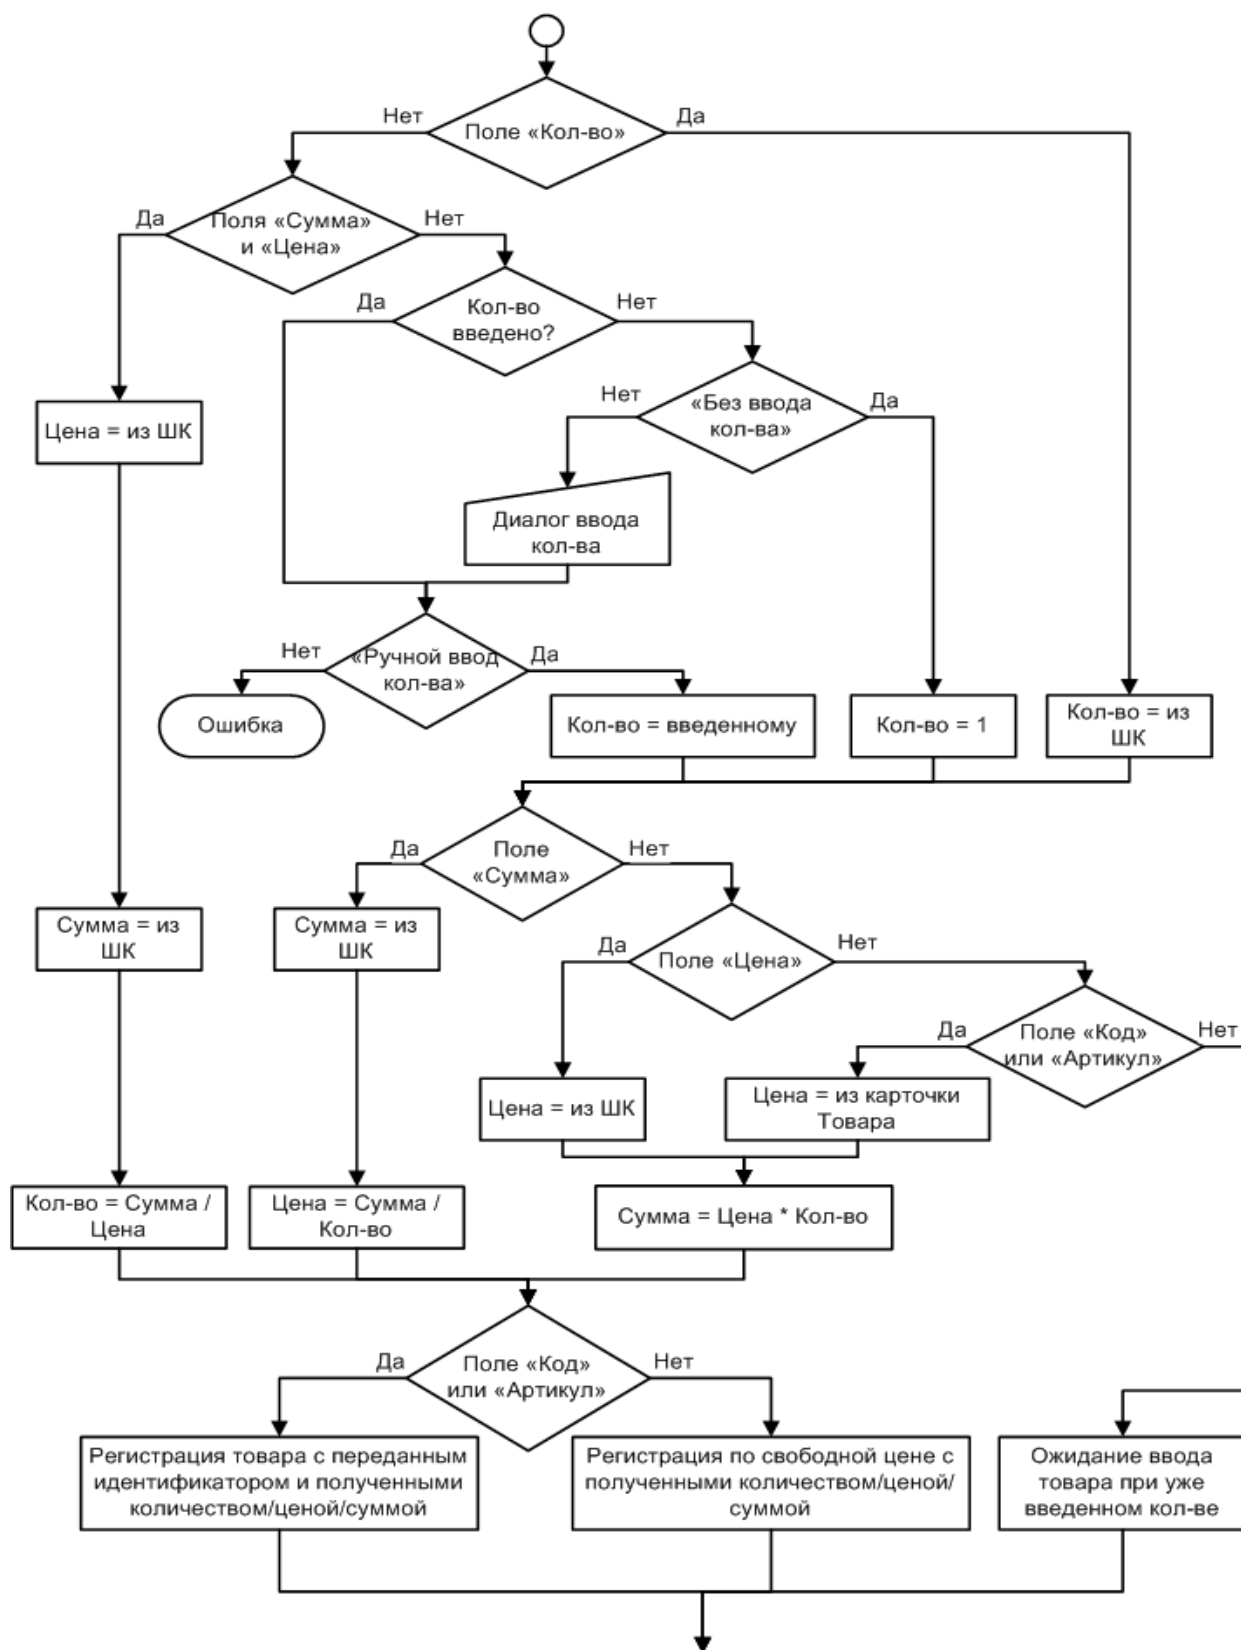 Нет
Да
Поле «Кол-во»
Да
Нет
Поля «Сумма»
и «Цена»
Да
Нет
Кол-во
введено?
Нет
Да
«Без ввода
кол-ва»
Цена = из ШК
Диалог ввода
кол-ва
Нет
Да
«Ручной ввод
кол-ва»
Ошибка
Кол-во = введенному
Кол-во = 1
Кол-во = из
ШК
Да
Нет
Поле
«Сумма»
Сумма = из
ШК
Сумма = из
ШК
Да
Нет
Поле «Цена»
Да
Нет
Поле «Код»
или «Артикул»
Цена = из ШК
Цена = из карточки
Товара
Кол-во = Сумма /
Цена
Цена = Сумма /
Кол-во
Сумма = Цена * Кол-во
Да
Нет
Поле «Код»
или «Артикул»
Регистрация товара с переданным
идентификатором и полученными
количеством/ценой/суммой
Регистрация по свободной цене с
полученными количеством/ценой/
суммой
Ожидание ввода
товара при уже
введенном кол-ве